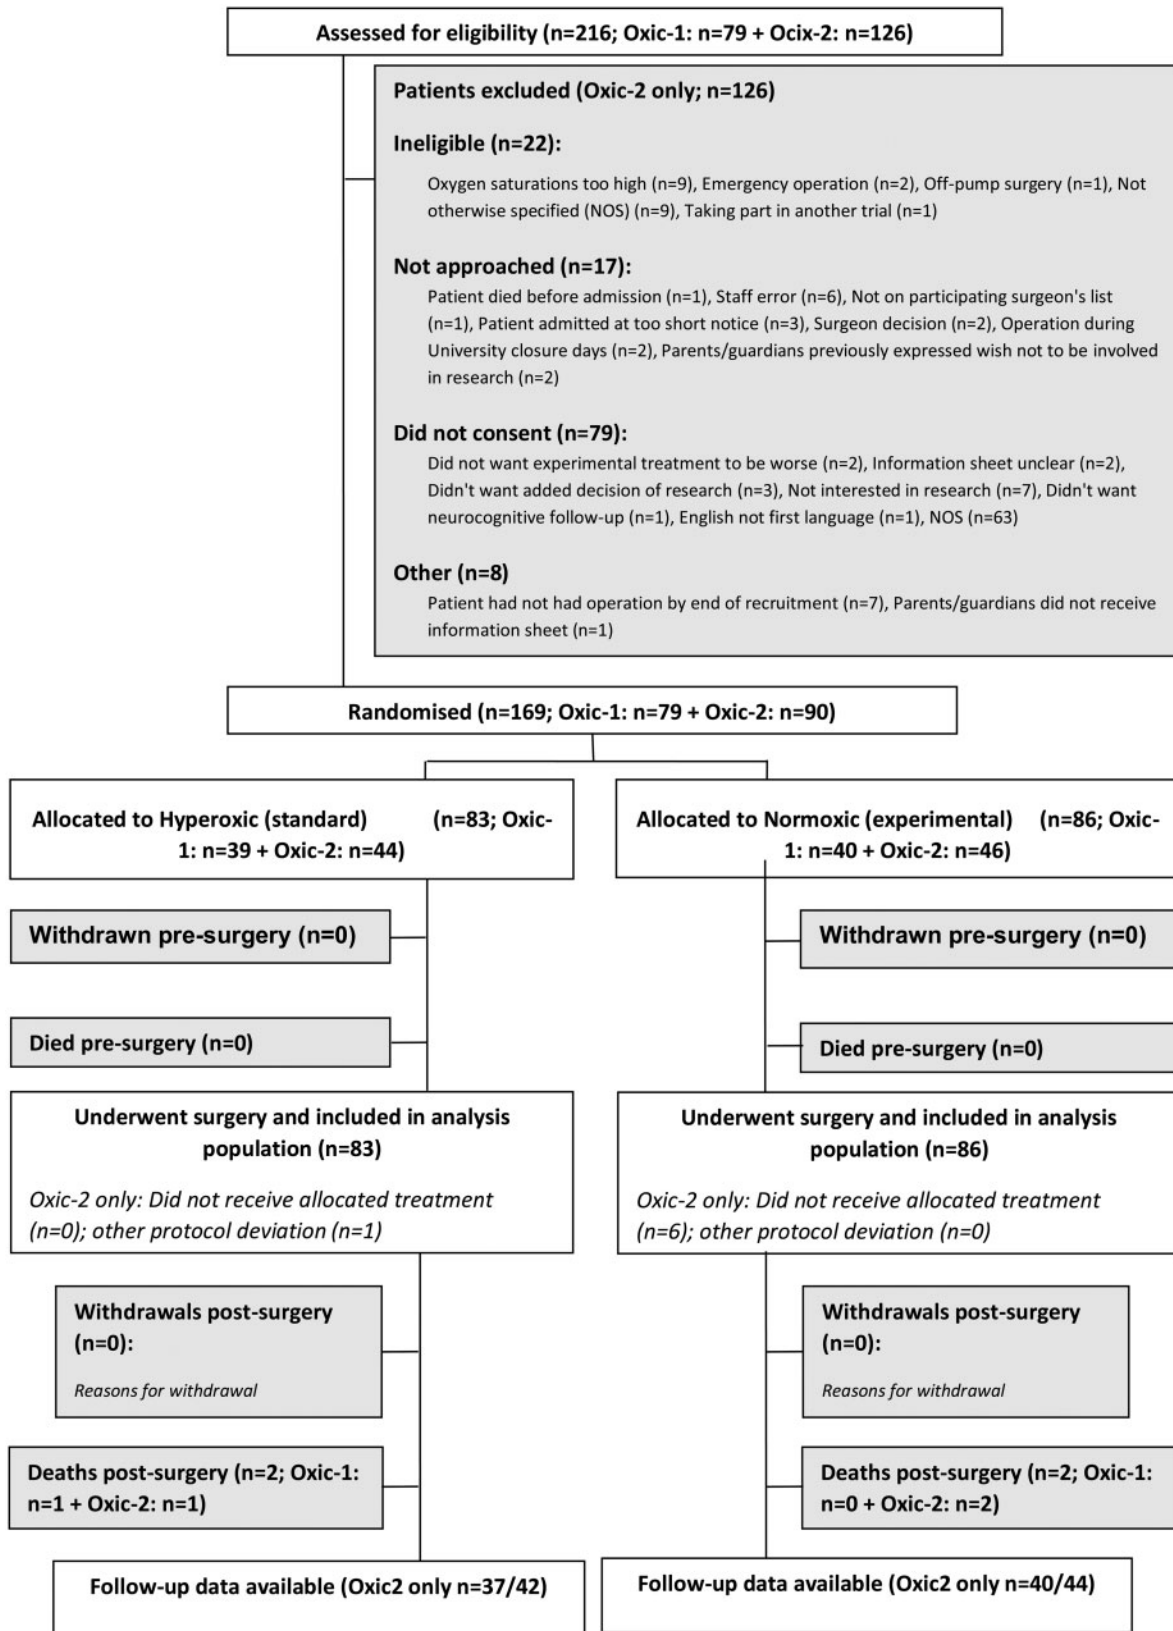 Assessed for eligibility (n=216; Oxic-1: n=79 + Ocix-2: n=126)
Patients excluded (Oxic-2 only; n=126)
Ineligible (n=22):
Oxygen saturations too high (n=9), Emergency operation (n=2), Off-pump surgery (n=1), Not
otherwise specified (NOS) (n=9), Taking part in another trial (n=1)
Not approached (n=17):
Patient died before admission (n=1), Staff error (n=6), Not on participating surgeon's list
(n=1), Patient admitted at too short notice (n=3), Surgeon decision (n=2), Operation during
University closure days (n=2), Parents/guardians previously expressed wish not to be involved
in research (n=2)
Did not consent (n=79):
Did not want experimental treatment to be worse (n=2), Information sheet unclear (n=2),
Didn't want added decision of research (n=3), Not interested in research (n=7), Didn't want
neurocognitive follow-up (n=1), English not first language (n=1), NOS (n=63)
Other (n=8)
Patient had not had operation by end of recruitment (n=7), Parents/guardians did not receive
information sheet (n=1)
Randomised (n=169; Oxic-1: n=79 + Oxic-2: n=90)
Allocated to Hyperoxic (standard) (n=83; Oxic-
1: n=39 + Oxic-2: n=44)
Allocated to Normoxic (experimental) (n=86; Oxic-
1: n=40 + Oxic-2: n=46)
Withdrawn pre-surgery (n=0)
Withdrawn pre-surgery (n=0)
Died pre-surgery (n=0)
Died pre-surgery (n=0)
Underwent surgery and included in analysis
population (n=83)
Oxic-2 only: Did not receive allocated treatment
(n=0); other protocol deviation (n=1)
Underwent surgery and included in analysis
population (n=86)
Oxic-2 only: Did not receive allocated treatment
(n=6); other protocol deviation (n=0)
Withdrawals post-surgery
(n=0):
Reasons for withdrawal
Withdrawals post-surgery
(n=0):
Reasons for withdrawal
Deaths post-surgery (n=2; Oxic-1:
n=1 + Oxic-2: n=1)
Deaths post-surgery (n=2; Oxic-1:
n=0 + Oxic-2: n=2)
Follow-up data available (Oxic2 only n=37/42)
Follow-up data available (Oxic2 only n=40/44)